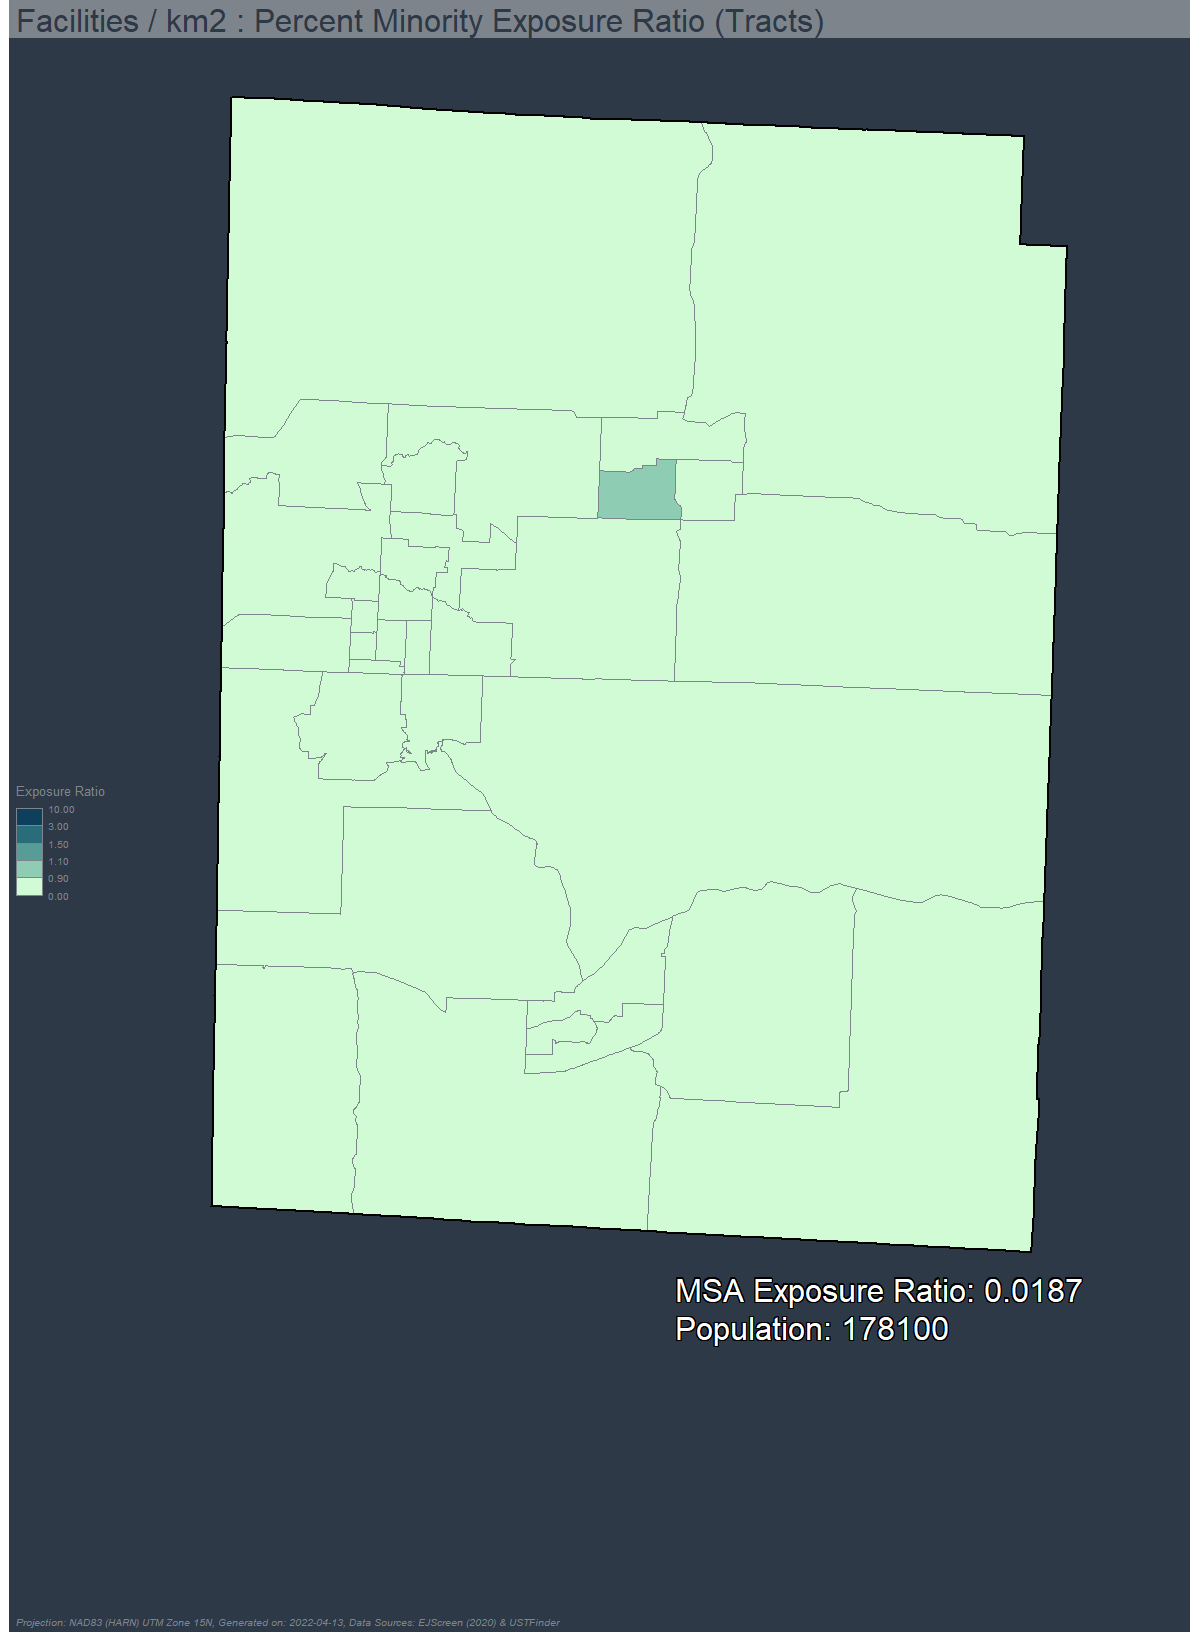 Facilities / km2 : Percent Minority Exposure Ratio (Tracts)
Exposure Ratio
10.00
3.00
1.50
1.10
0.90
0.00
MSA Exposure Ratio: 0.0187
Population: 178100
Projection: NAD83 (HARN) UTM Zone 15N, Generated on: 2022-04-13, Data Sources: EJScreen (2020) & USTFinder